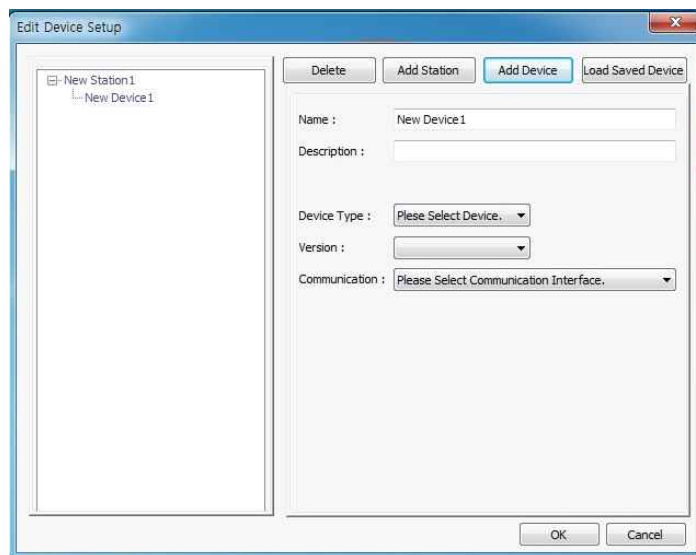 Edit Device Setup
New Station1
New Device1
Delete
Add Station
Add Device
Load Saved Device
Name :
New Device1
Description :
Device Type :
Plese Select Device.
Version :
Communication :
Please Select Communication Interface.
OK
Cancel